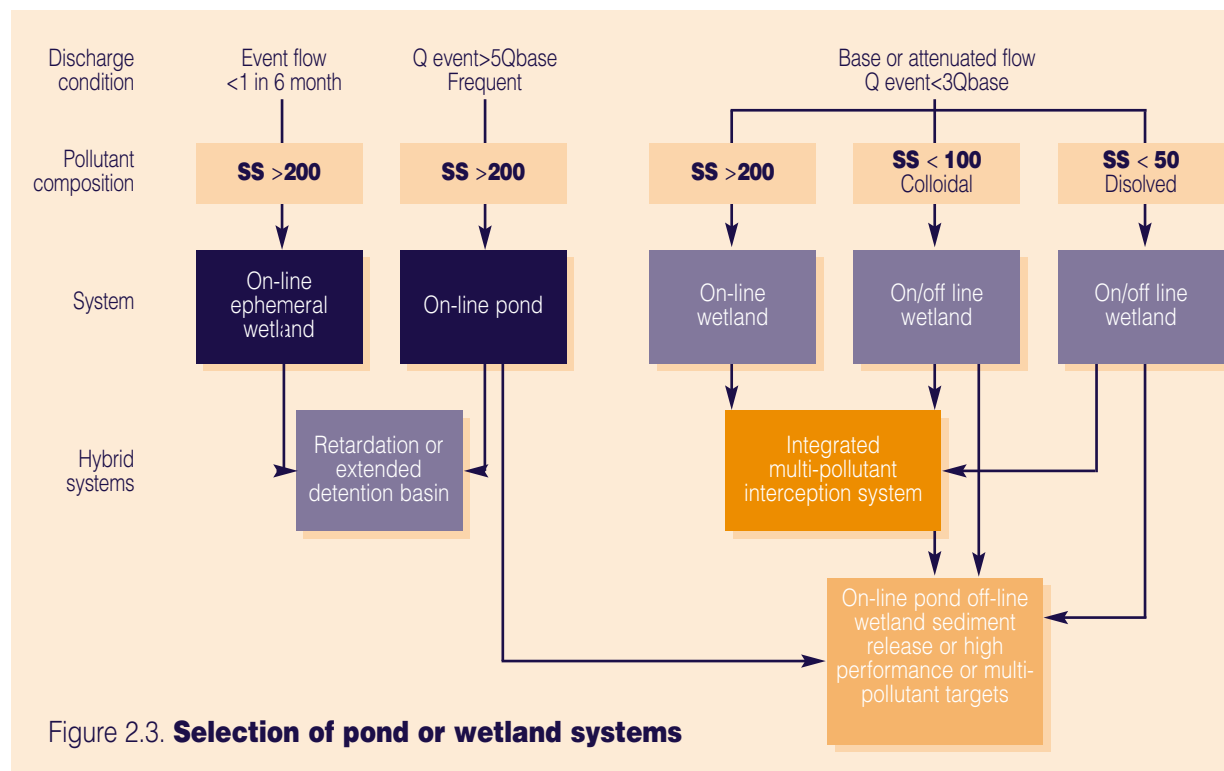 Discharge
condition
Event flow
<1 in 6 month
Q event>5Qbase
Frequent
Base or attenuated flow
Q event<3Qbase
Pollutant
composition
SS >200
SS >200
SS >200
SS < 100
Colloidal
SS < 50
Disolved
System
On-line
ephemeral
wetland
On-line pond
On-line
wetland
On/off line
wetland
On/off line
wetland
Hybrid
systems
Retardation or
extended
detention basin
Integrated
multi-pollutant
interception system
On-line pond off-line
wetland sediment
release or high
performance or multi-
pollutant targets
Figure 2.3. Selection of pond or wetland systems